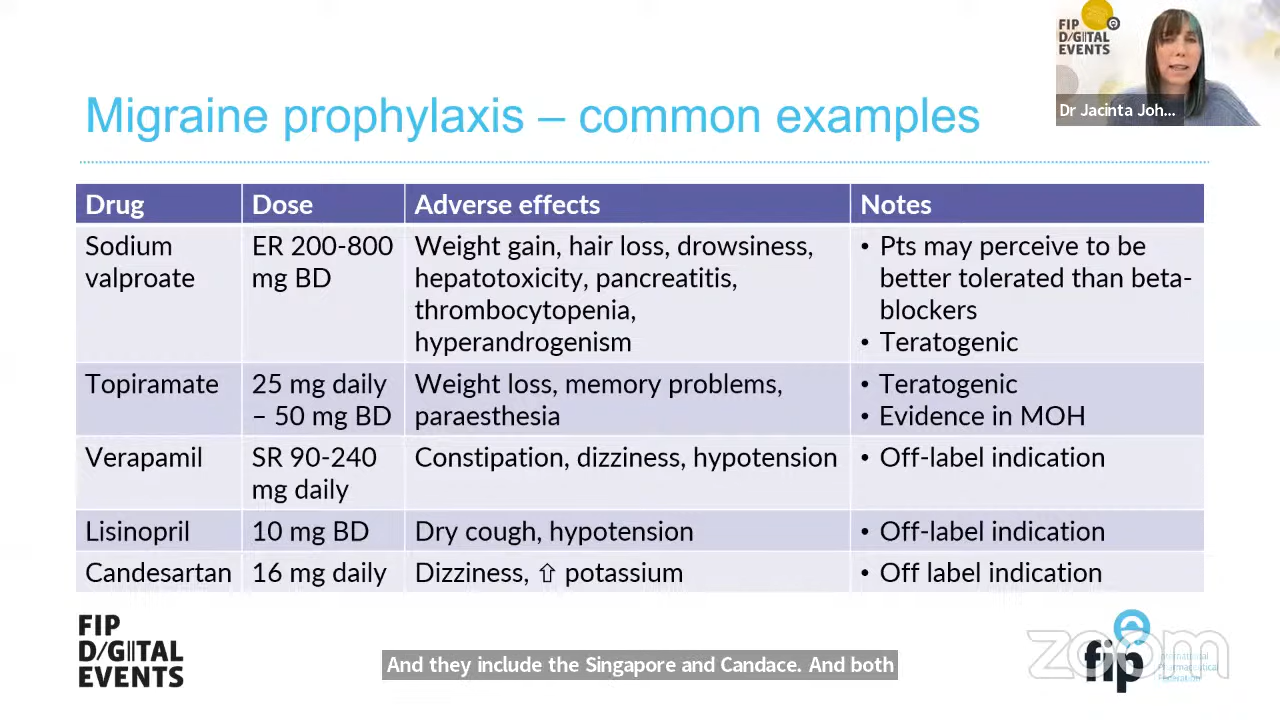 FIP
D/G|TAL
EVENTS
Dr Jacinta Joh...
Migraine prophylaxis – common examples
Drug Dose Adverse effects Notes
Sodium valproate
ER 200-800 mg BD
Weight gain, hair loss, drowsiness,
hepatotoxicity, pancreatitis,
thrombocytopenia,
hyperandrogenism
• Pts may perceive to be
better tolerated than beta-
blockers
• Teratogenic
Topiramate
25 mg daily
– 50 mg BD
Weight loss, memory problems,
paraesthesia
• Teratogenic
• Evidence in MOH
Verapamil
SR 90-240
mg daily
Constipation, dizziness, hypotension
• Off-label indication
Lisinopril
10 mg BD
Dry cough, hypotension
• Off-label indication
Candesartan
16 mg daily
Dizziness, ⇧ potassium
• Off label indication
FIP
D/G|TAL
EVENTS
And they include the Singapore and Candace. And both
zoom
fip
International
Pharmaceutical
Federation